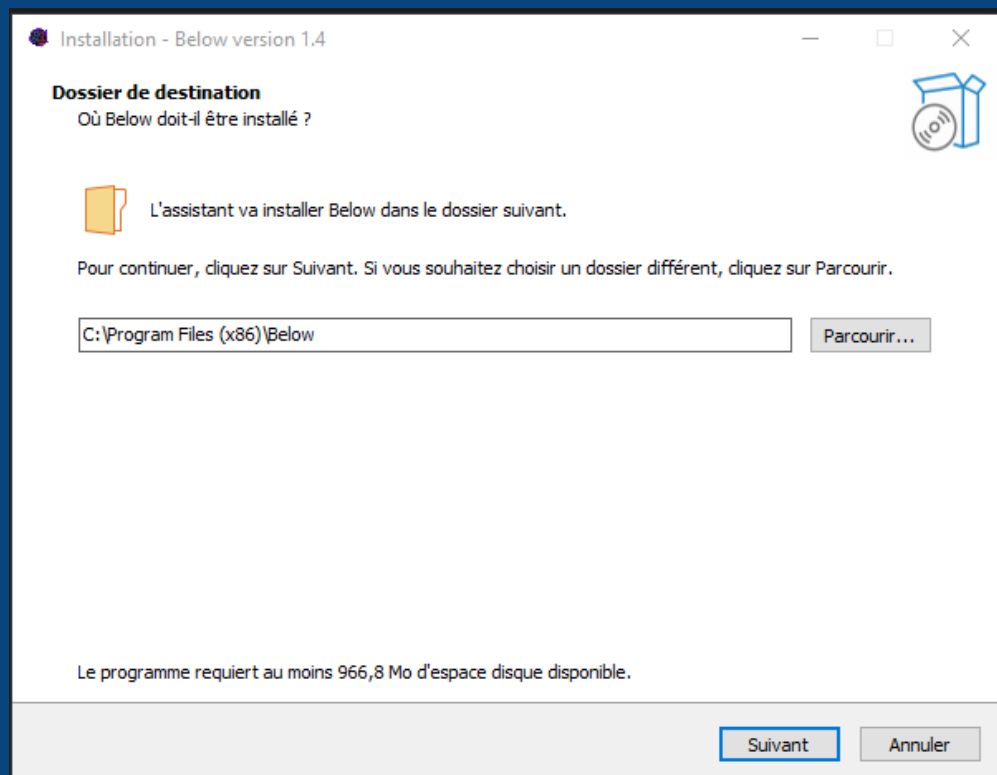 Installation - Below version 1.4
Dossier de destination
Où Below doit-il être installé ?
L'assistant va installer Below dans le dossier suivant.
Pour continuer, cliquez sur Suivant. Si vous souhaitez choisir un dossier différent, cliquez sur Parcourir.
C:\Program Files (x86)\Below
Parcourir...
Le programme requiert au moins 966,8 Mo d'espace disque disponible.
Suivant
Annuler